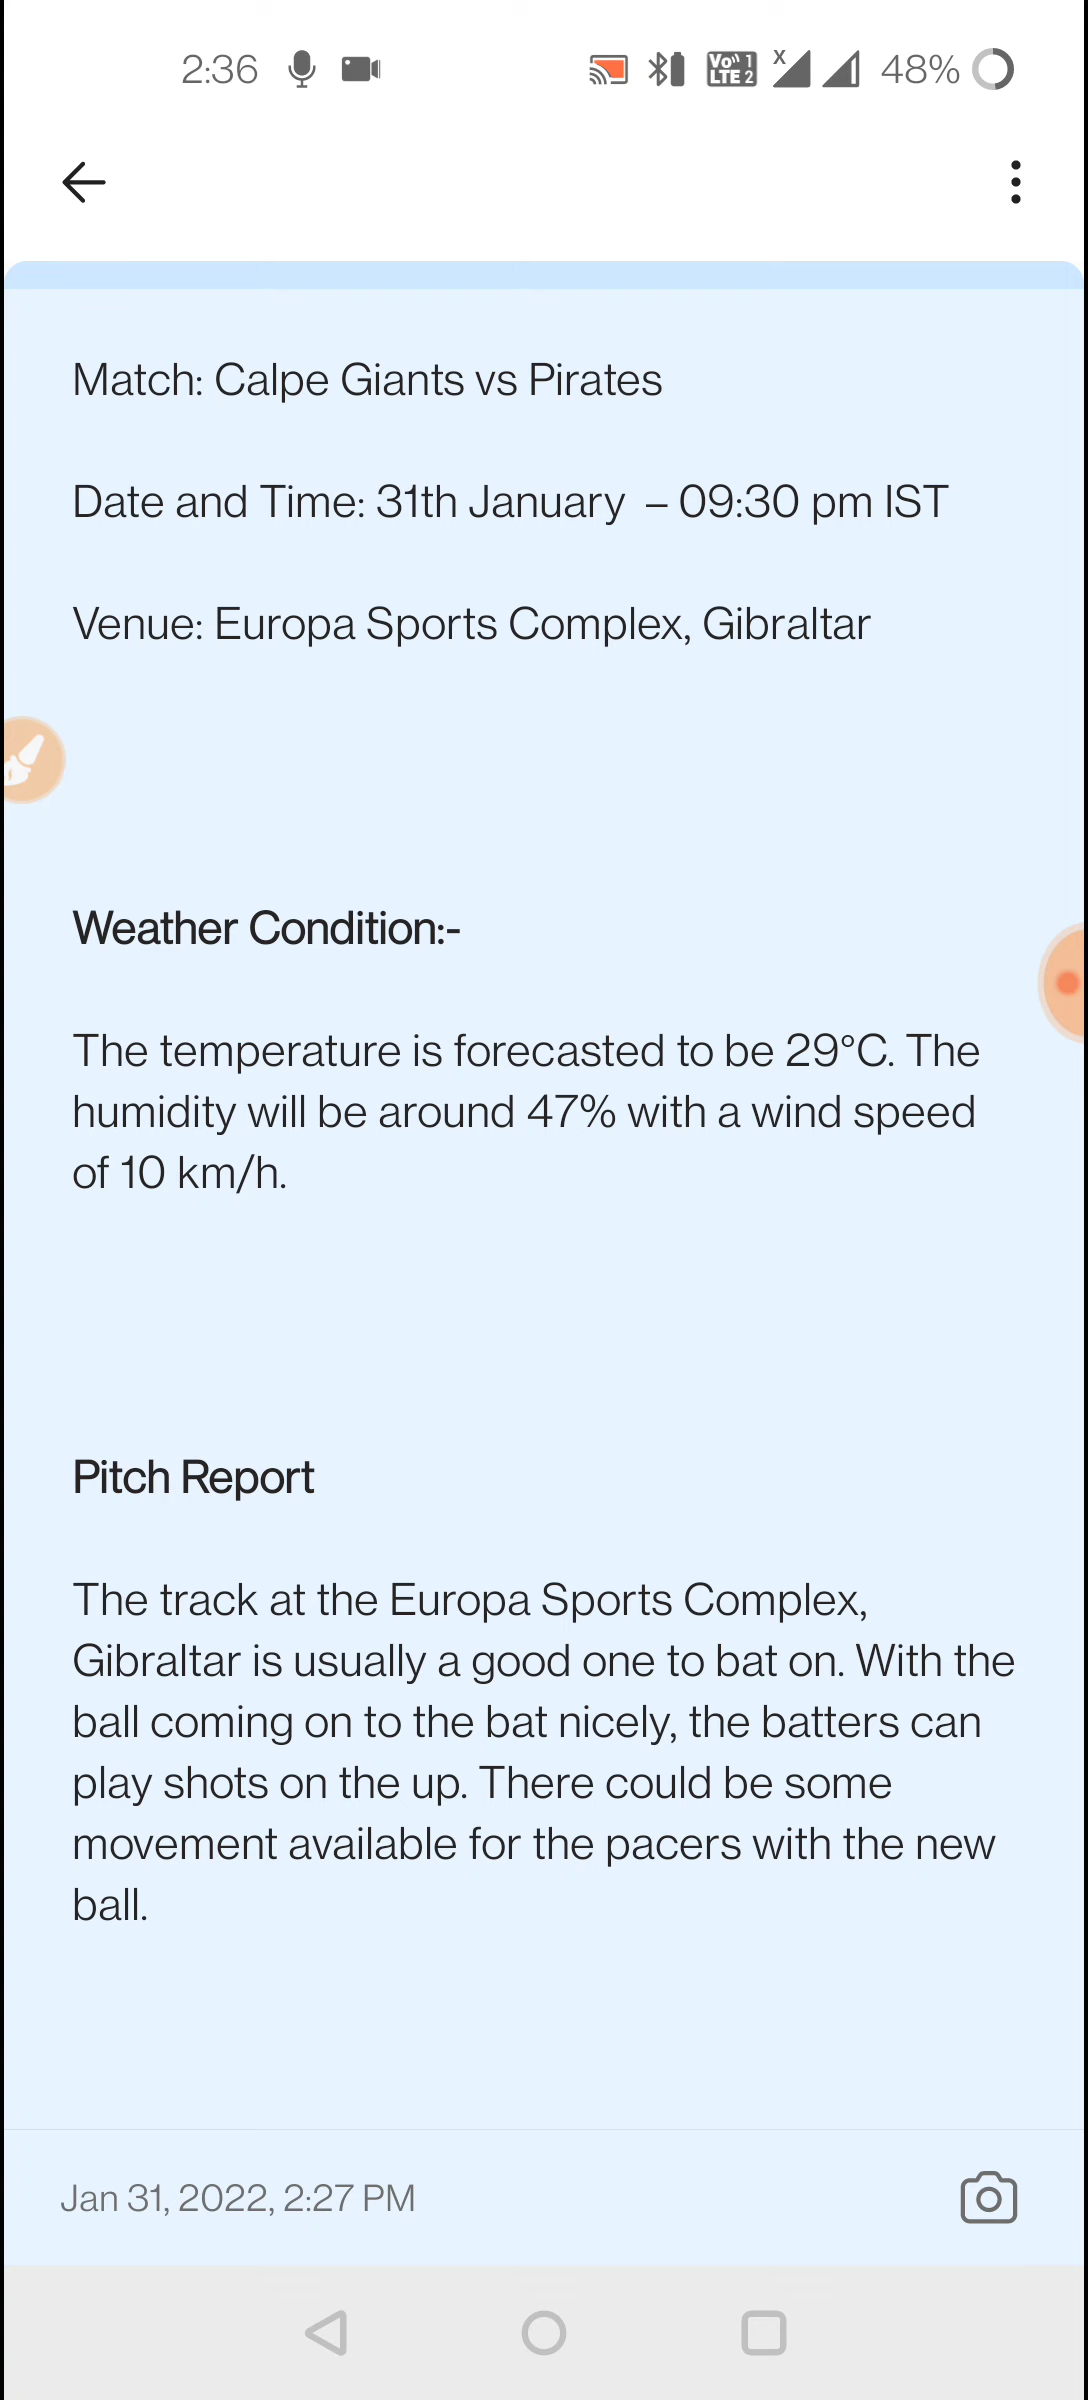 2:36
Vo)) 1
LTE 2
x
48%
Match: Calpe Giants vs Pirates
Date and Time: 31th January – 09:30 pm IST
Venue: Europa Sports Complex, Gibraltar
Weather Condition:-
The temperature is forecasted to be 29°C. The
humidity will be around 47% with a wind speed
of 10 km/h.
Pitch Report
The track at the Europa Sports Complex,
Gibraltar is usually a good one to bat on. With the
ball coming on to the bat nicely, the batters can
play shots on the up. There could be some
movement available for the pacers with the new
ball.
Jan 31, 2022, 2:27 PM